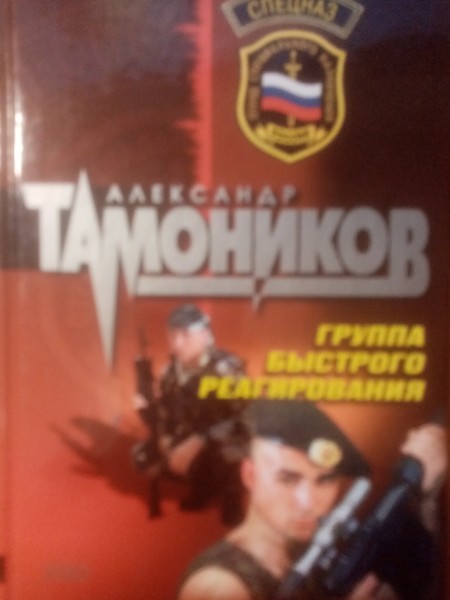 СПЕЦНАЗ
АЛЕКСАНДР
ТАМОНИКОВ
ГРУППА
БЫСТРОГО
РЕАГИРОВАНИЯ